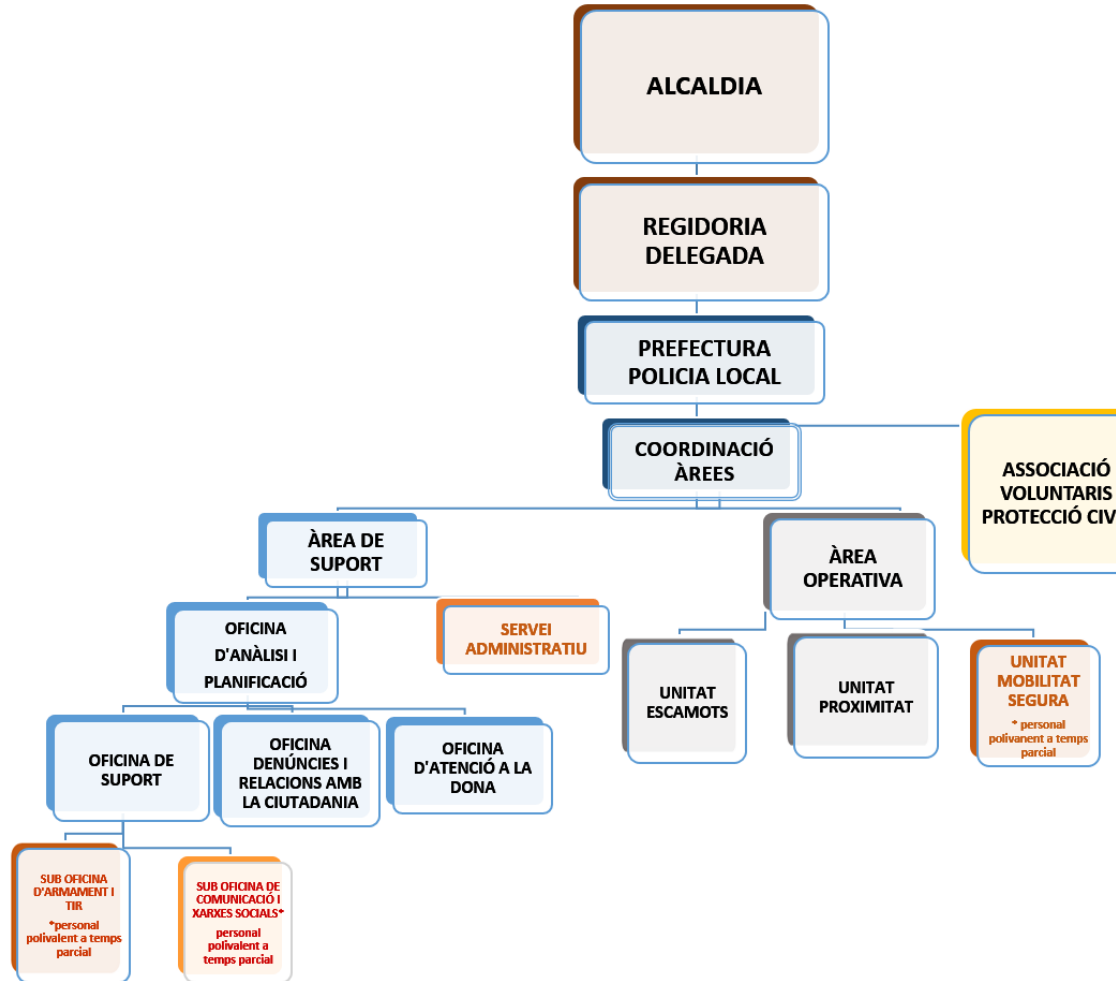 ALCALDIA
REGIDORIA
DELEGADA
PREFECTURA
POLICIA LOCAL
COORDINACIÓ
ÀREES
ASSOCIACIÓ
VOLUNTARIS
PROTECCIÓ CIV
ÀREA DE
SUPORT
ÀREA
OPERATIVA
OFICINA
D'ANÀLISI I
PLANIFICACIÓ
SERVEI
ADMINISTRATIU
UNITAT
ESCAMOTS
UNITAT
PROXIMITAT
UNITAT
MOBILITAT
SEGURA
* personal
polivanent a temps
parcial
OFICINA DE
SUPORT
OFICINA
DENÚNCIES I
RELACIONS AMB
LA CIUTADANIA
OFICINA
D'ATENCIÓ A LA
DONA
SUB OFICINA
D'ARMAMENT I
TIR
*personal
polivalent a temps
parcial
SUB OFICINA DE
COMUNICACIÓ I
XARXES SOCIALS*
personal
polivalent a
temps parcial